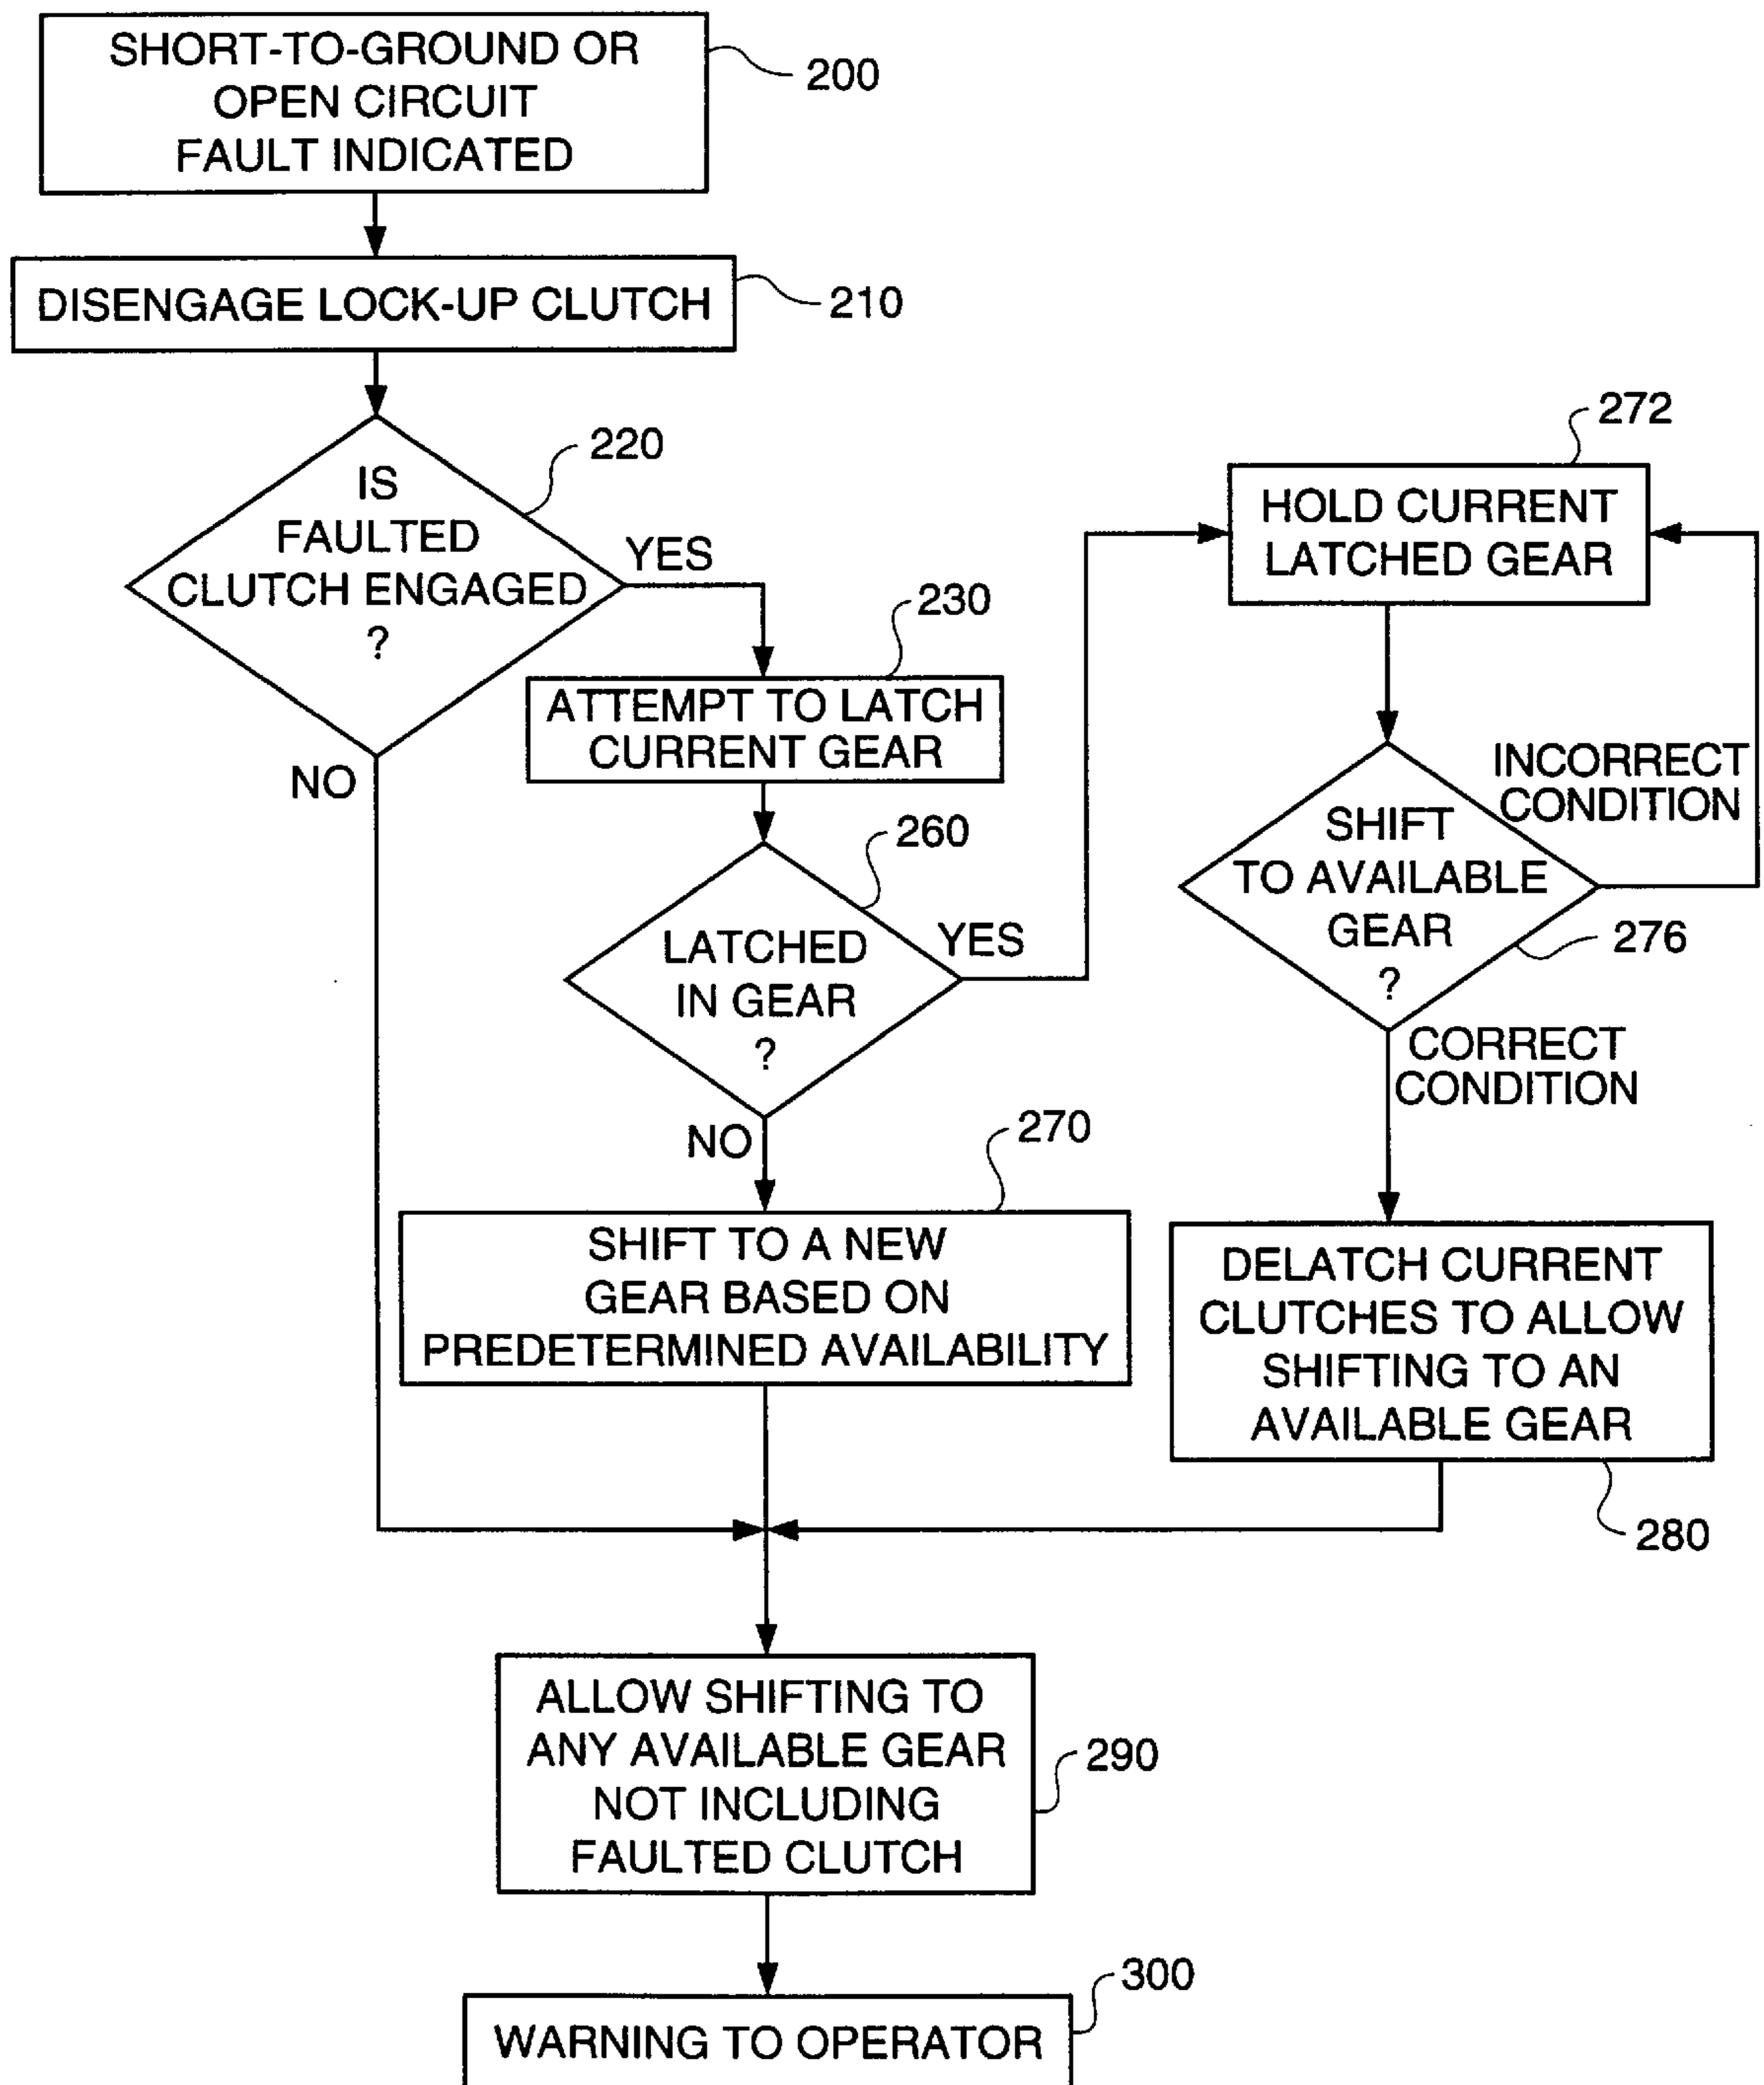 SHORT-TO-GROUND OR
OPEN CIRCUIT
FAULT INDICATED
200
DISENGAGE LOCK-UP CLUTCH
210
IS
FAULTED
CLUTCH ENGAGED
?
220
YES
NO
230
ATTEMPT TO LATCH
CURRENT GEAR
260
LATCHED
IN GEAR
?
YES
NO
270
SHIFT TO A NEW
GEAR BASED ON
PREDETERMINED AVAILABILITY
272
HOLD CURRENT
LATCHED GEAR
INCORRECT
CONDITION
SHIFT
TO AVAILABLE
GEAR
?
276
CORRECT
CONDITION
DELATCH CURRENT
CLUTCHES TO ALLOW
SHIFTING TO AN
AVAILABLE GEAR
280
ALLOW SHIFTING TO
ANY AVAILABLE GEAR
NOT INCLUDING
FAULTED CLUTCH
290
300
WARNING TO OPERATOR